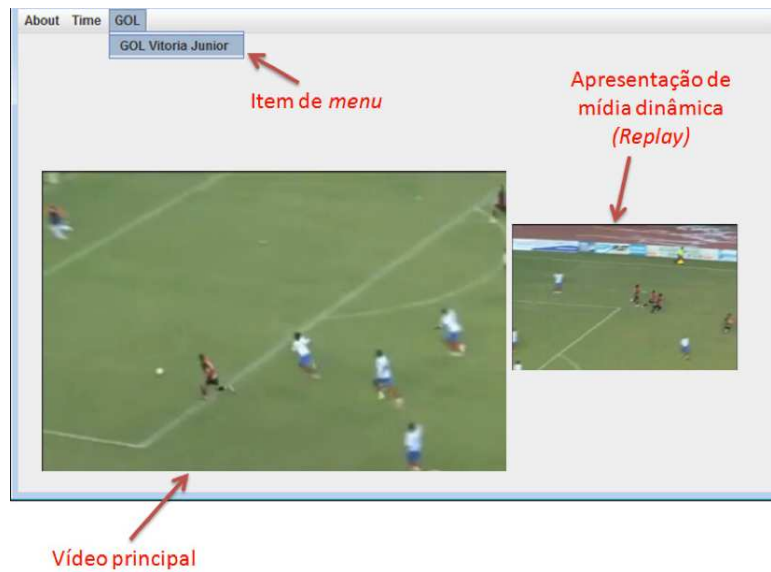 About Time GOL
GOL Vitoria Junior
Item de menu
Apresentação de
mídia dinâmica
(Replay)
Vídeo principal